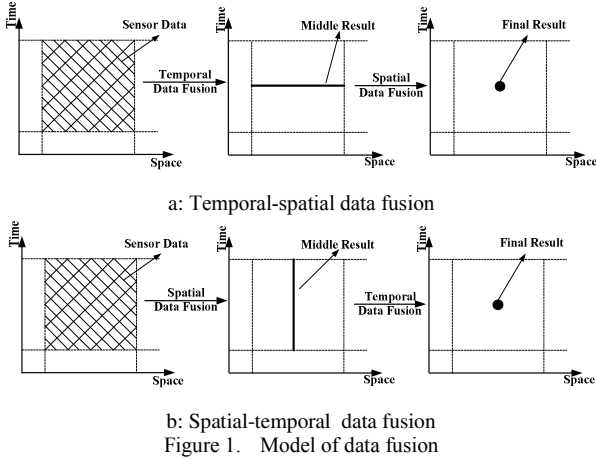 Time
Sensor Data
Space
Temporal
Data Fusion
Time
Middle Result
Space
Spatial
Data Fusion
Time
Final Result
Space
a: Temporal-spatial data fusion
Time
Sensor Data
Space
Spatial
Data Fusion
Time
Middle Result
Space
Temporal
Data Fusion
Time
Final Result
Space
b: Spatial-temporal data fusion
Figure 1. Model of data fusion